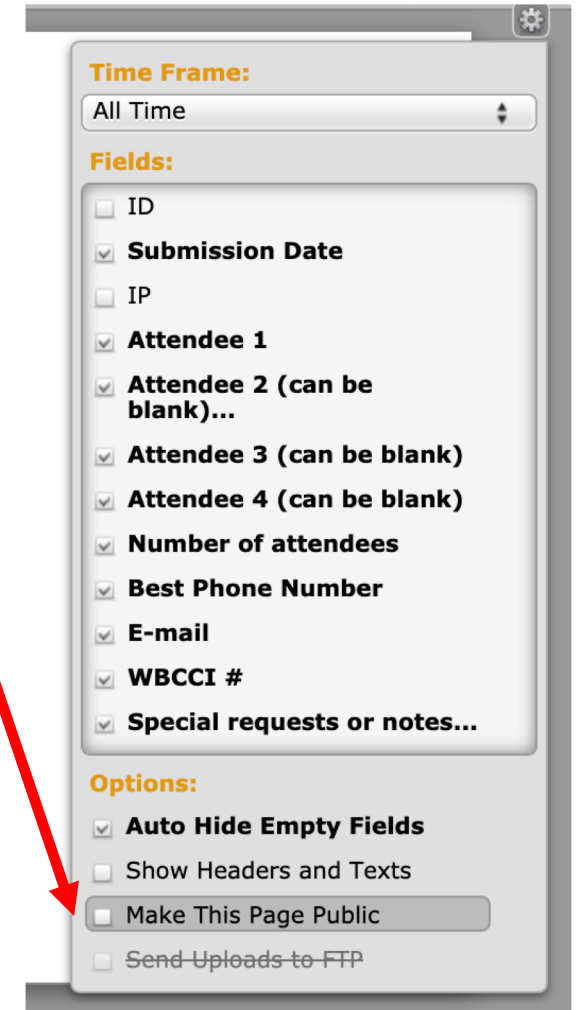 Time Frame:
All Time
Fields:
ID
Submission Date
IP
Attendee 1
Attendee 2 (can be
blank)...
Attendee 3 (can be blank)
Attendee 4 (can be blank)
Number of attendees
Best Phone Number
E-mail
WBCCI #
Special requests or notes...
Options:
Auto Hide Empty Fields
Show Headers and Texts
Make This Page Public
Send Uploads to FTP